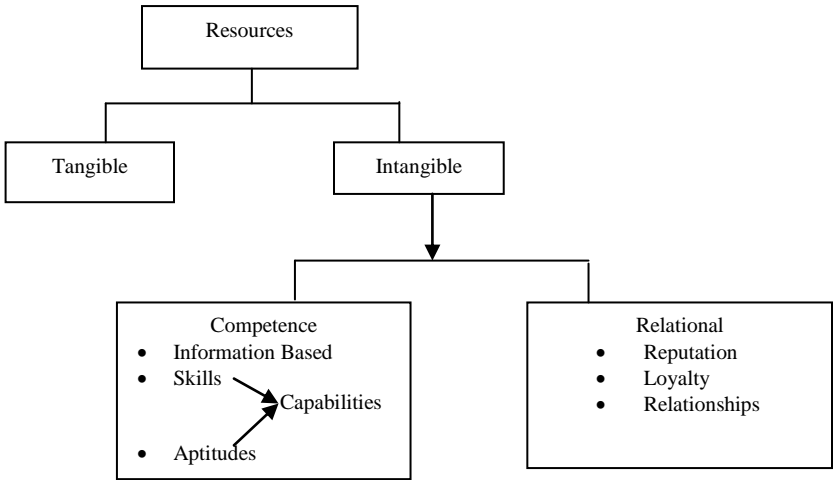 Resources
Tangible
Intangible
Competence
• Information Based
• Skills
Capabilities
• Aptitudes
Relational
• Reputation
• Loyalty
• Relationships